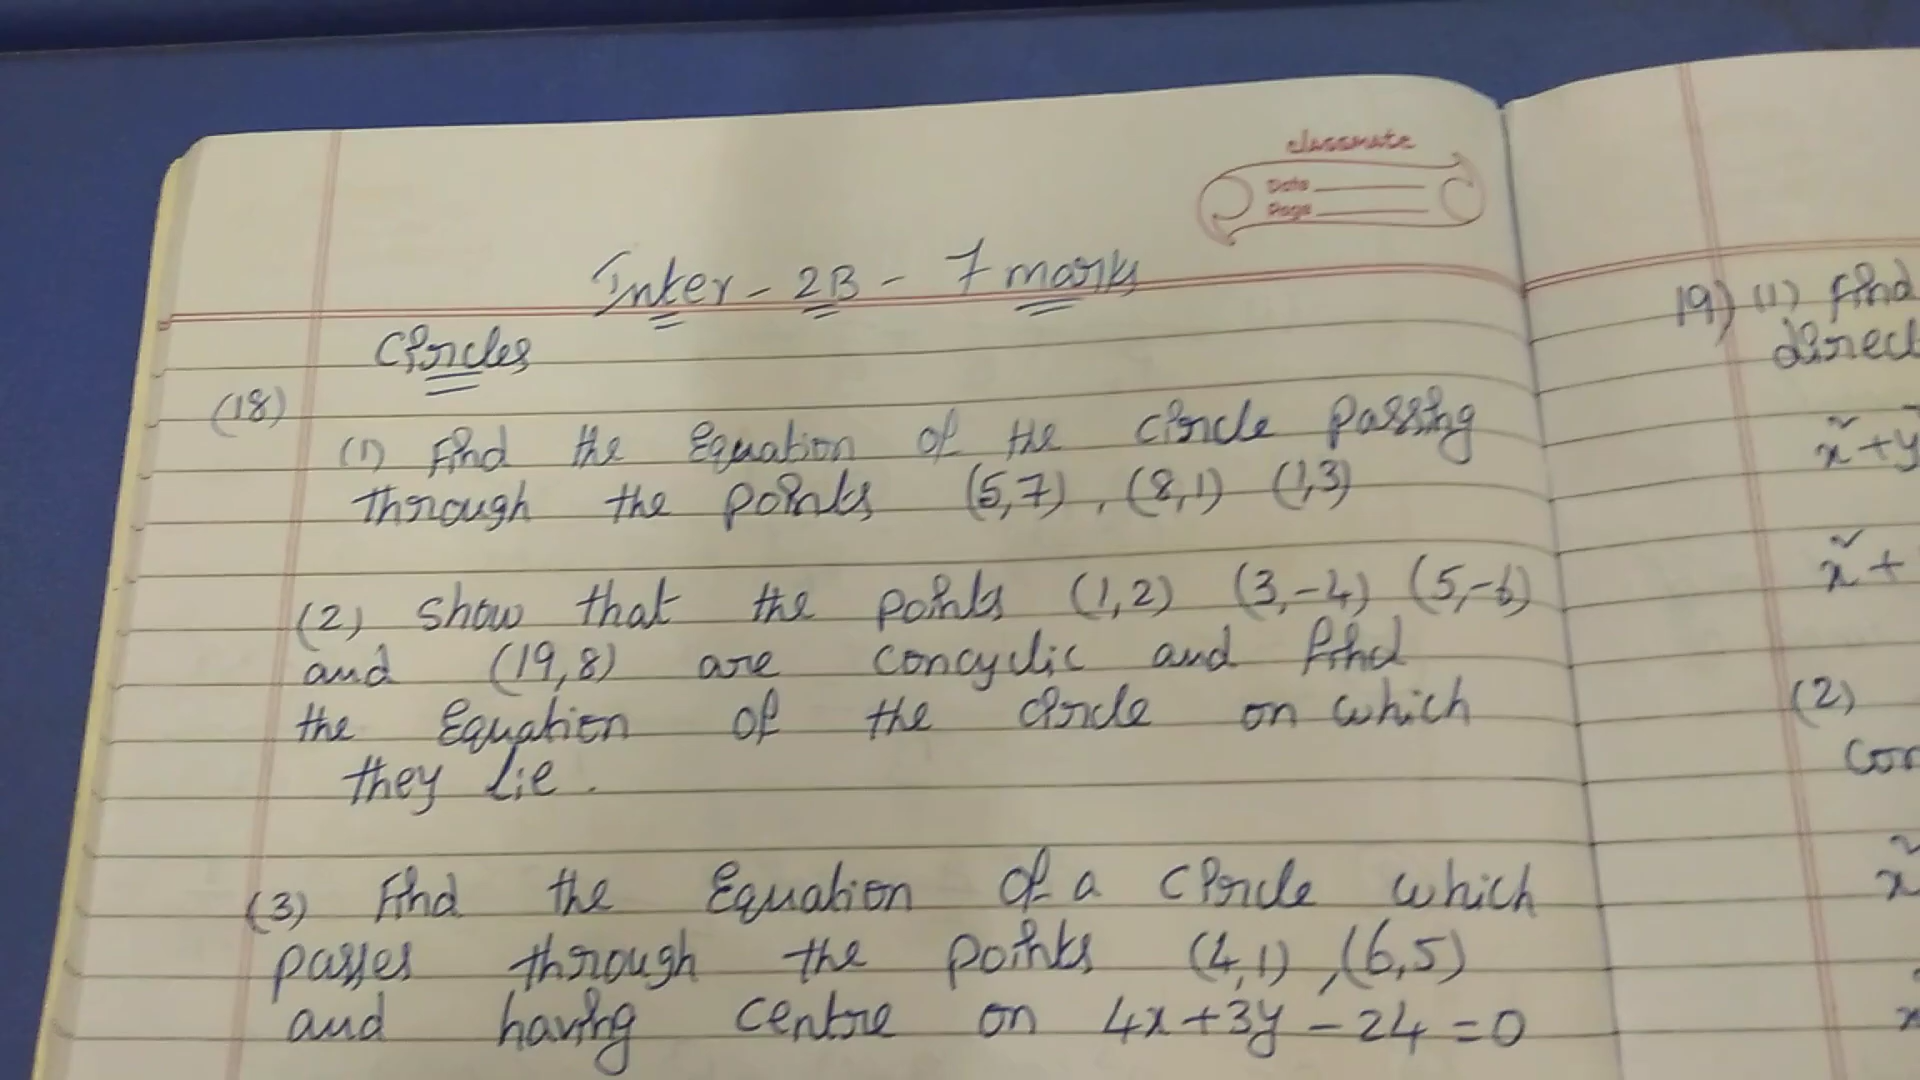 classmate
Date
Page
Inter - 2B - 7 marks
Circles
(18)
(1) Find the Equation of the circle passing
through the points (5,7), (8,1) (1,3)
(2) show that the points (1,2) (3,-4) (5,-6)
and (19,8) are concyclic and find
the Equation of the circle on which
they lie.
(3) Find the Equation of a circle which
passes through the points (4,1), (6,5)
and having centre on 4x+3y-24=0
19) (1) Find
x²+y
x²+
(2)